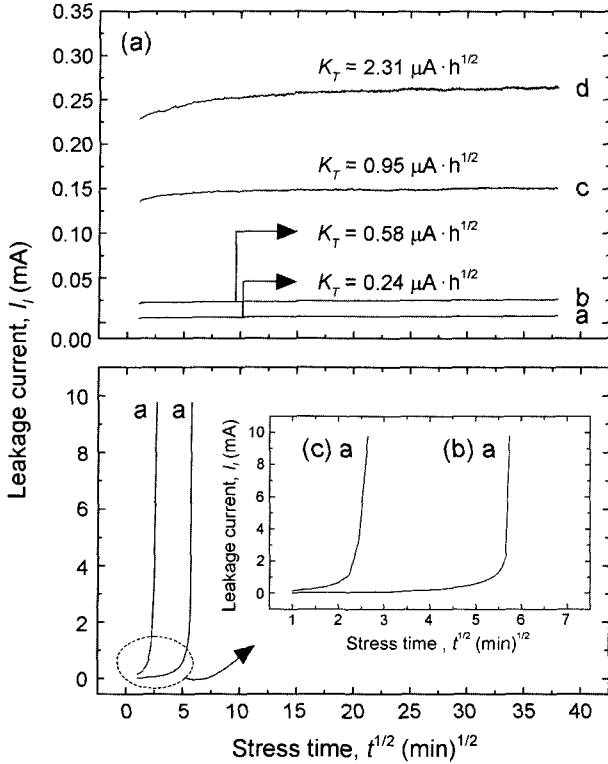 (a)
0.35
0.30
0.25
0.20
0.15
0.10
0.05
0.00
K_T = 2.31 μA · h^1/2
d
K_T = 0.95 μA · h^1/2
c
K_T = 0.58 μA · h^1/2
K_T = 0.24 μA · h^1/2
b
a
Leakage current, I_l (mA)
10
8
6
4
2
0
a a
Leakage current, I_l (mA)
10
8
6
4
2
0
(c) a
(b) a
1 2 3 4 5 6 7
Stress time , t^1/2 (min)^1/2
0 5 10 15 20 25 30 35 40
Stress time, t^1/2 (min)^1/2